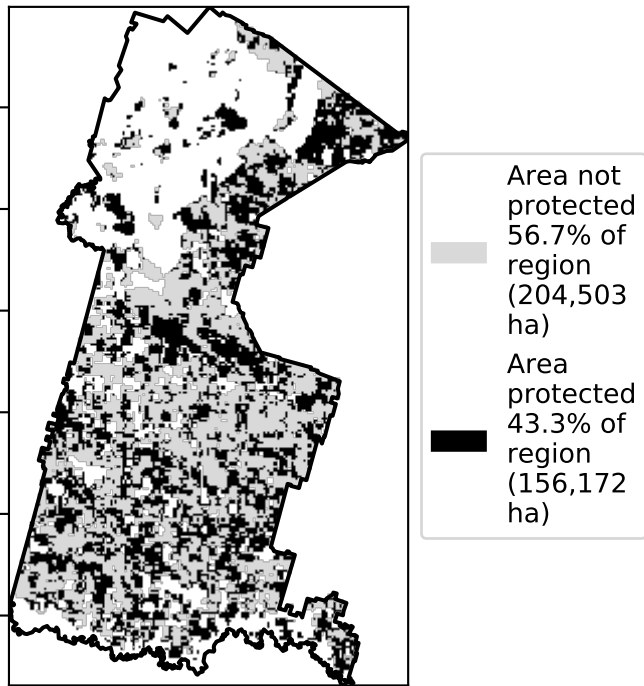 Area not
protected
56.7% of
region
(204,503
ha)
Area
protected
43.3% of
region
(156,172
ha)